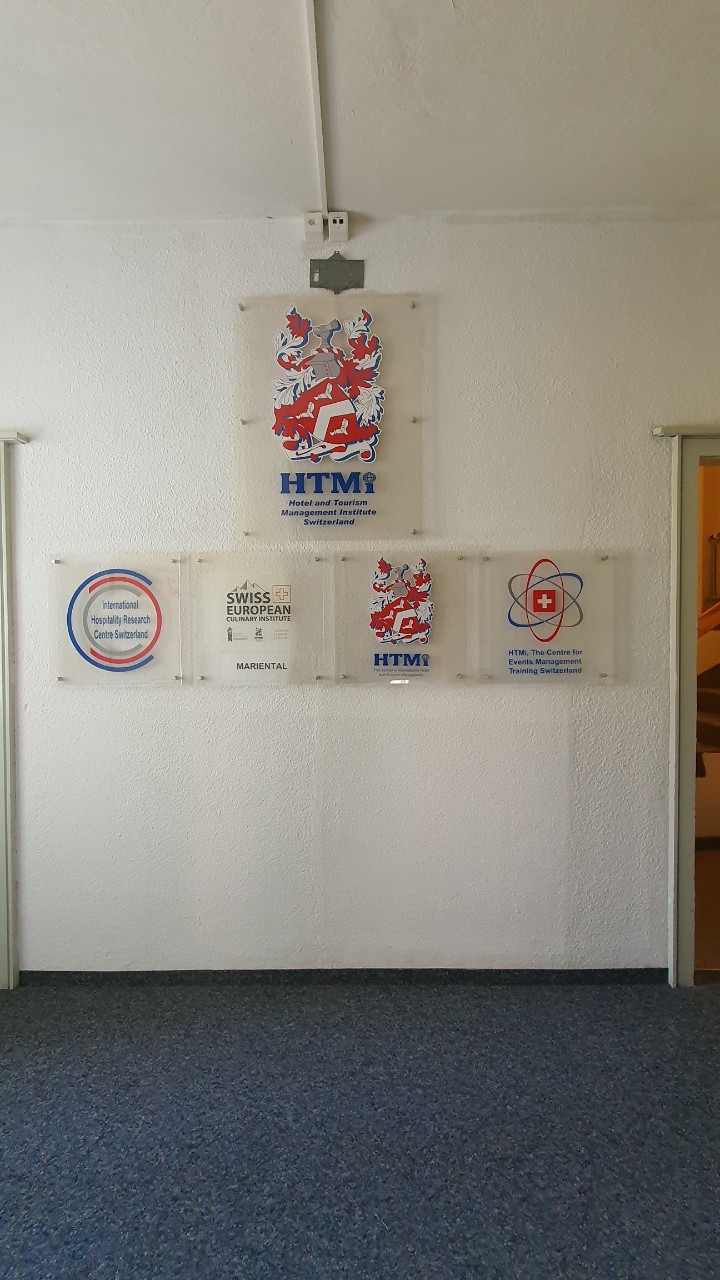 HTMi
Hotel and Tourism
Management Institute
Switzerland
International
Hospitality Research
Centre Switzerland
SWISS
EUROPEAN
CULINARY INSTITUTE
MARIENTAL
HTMi
HTMi, The Centre for
Events Management
Training Switzerland